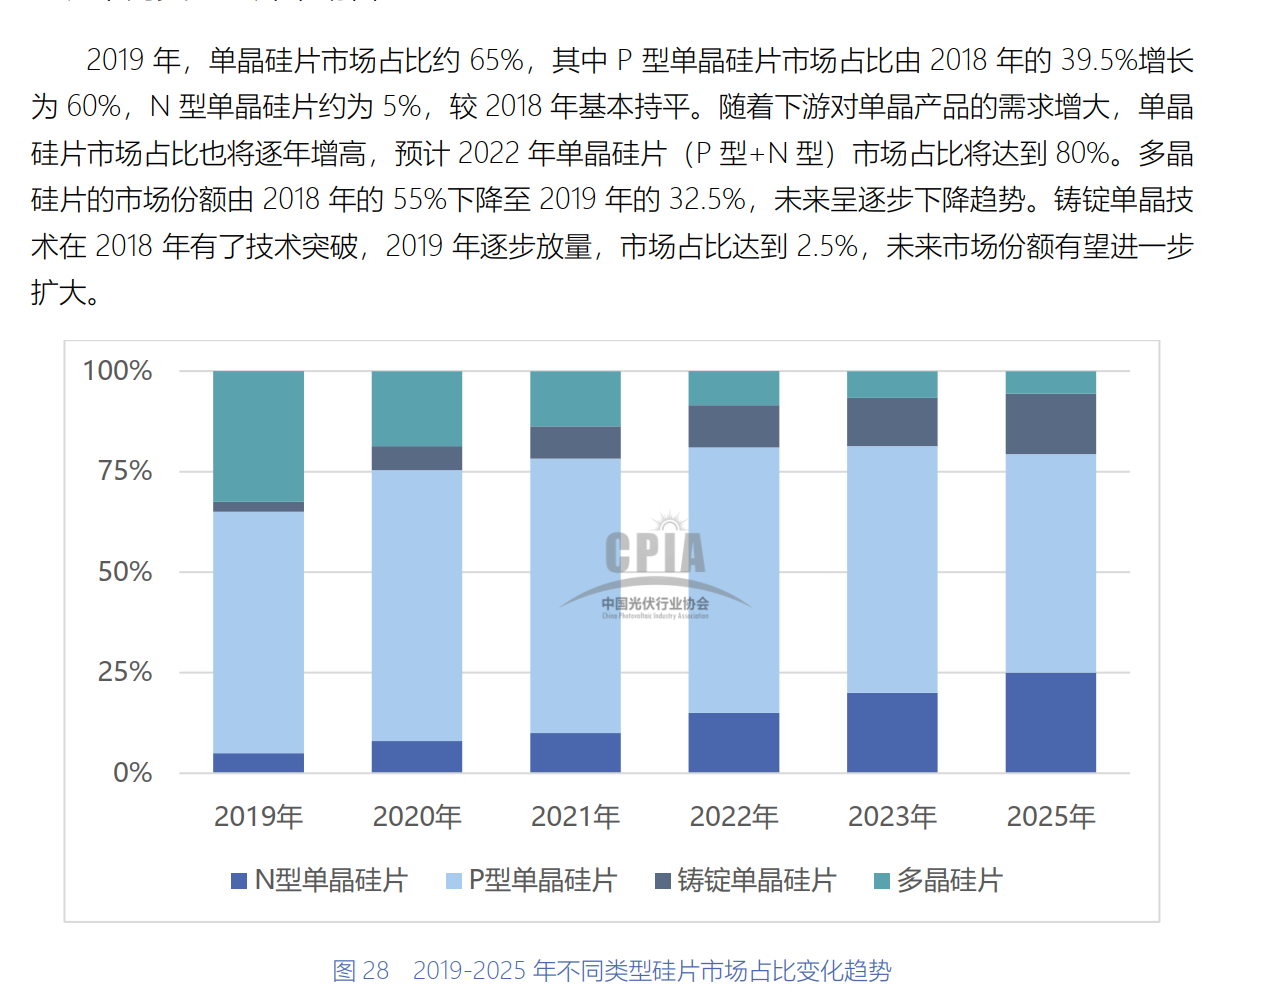 2019 年，单晶硅片市场占比约 65%，其中 P 型单晶硅片市场占比由 2018 年的 39.5%增长
为 60%，N 型单晶硅片约为 5%，较 2018 年基本持平。随着下游对单晶产品的需求增大，单晶
硅片市场占比也将逐年增高，预计 2022 年单晶硅片（P 型+N 型）市场占比将达到 80%。多晶
硅片的市场份额由 2018 年的 55%下降至 2019 年的 32.5%，未来呈逐步下降趋势。铸锭单晶技
术在 2018 年有了技术突破，2019 年逐步放量，市场占比达到 2.5%，未来市场份额有望进一步
扩大。
100%
75%
50%
25%
0%
CPIA
中国光伏行业协会
China Photovoltaic Industry Association
2019年 2020年 2021年 2022年 2023年 2025年
N型单晶硅片 P型单晶硅片 铸锭单晶硅片 多晶硅片
图 28 2019-2025 年不同类型硅片市场占比变化趋势